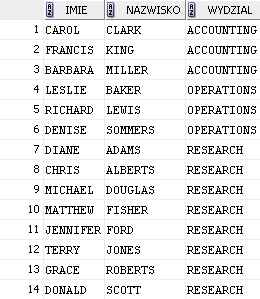 IMIE NAZWISKO WYDZIAL
1 CAROL CLARK ACCOUNTING
2 FRANCIS KING ACCOUNTING
3 BARBARA MILLER ACCOUNTING
4 LESLIE BAKER OPERATIONS
5 RICHARD LEWIS OPERATIONS
6 DENISE SOMMERS OPERATIONS
7 DIANE ADAMS RESEARCH
8 CHRIS ALBERTS RESEARCH
9 MICHAEL DOUGLAS RESEARCH
10 MATTHEW FISHER RESEARCH
11 JENNIFER FORD RESEARCH
12 TERRY JONES RESEARCH
13 GRACE ROBERTS RESEARCH
14 DONALD SCOTT RESEARCH